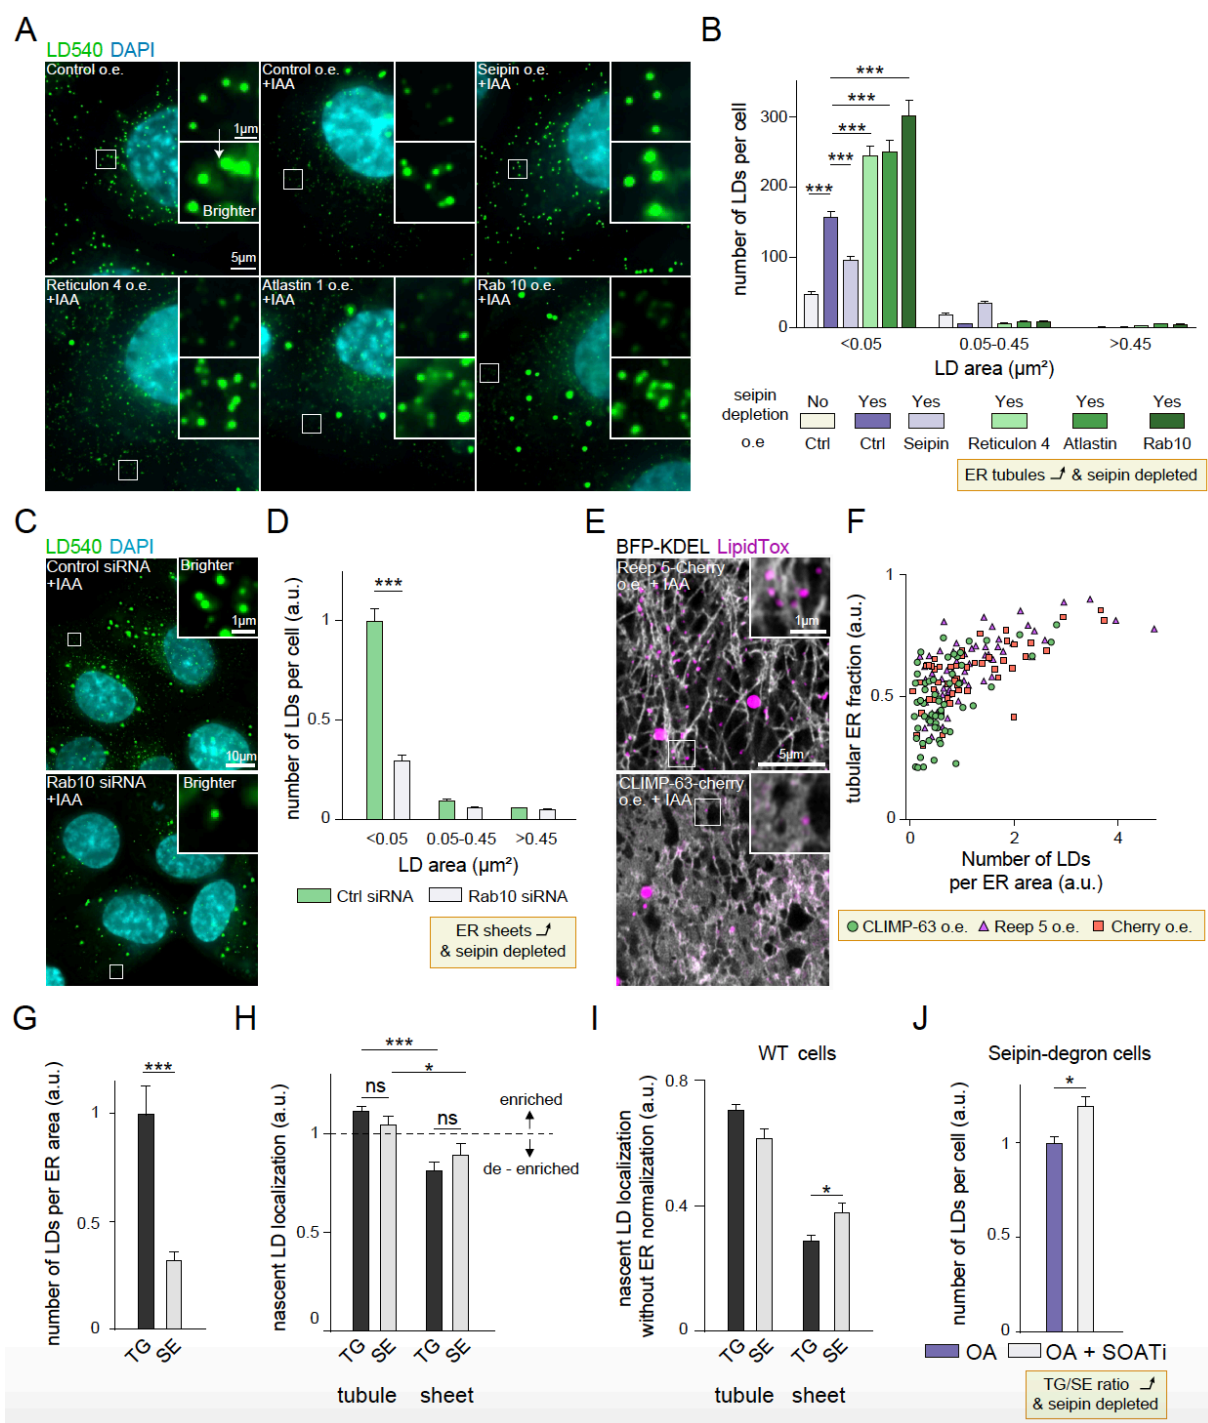 A
LD540 DAPI
Control o.e.
1µm
Brighter
5µm
Control o.e.
+IAA
Seipin o.e.
+IAA
Reticulon 4 o.e.
+IAA
Atlastin 1 o.e.
+IAA
Rab 10 o.e.
+IAA
B
number of LDs per cell
300
200
100
0
***
***
***
***
***
<0.05
0.05-0.45
>0.45
LD area (µm²)
seipin depletion
No
Yes
Yes
Yes
Yes
Yes
o.e
Ctrl
Ctrl
Seipin
Reticulon 4
Atlastin
Rab10
ER tubules & seipin depleted
C
LD540 DAPI
Control siRNA
+IAA
Brighter
1µm
10µm
Rab10 siRNA
+IAA
Brighter
D
number of LDs per cell (a.u.)
1
0.5
0
***
<0.05
0.05-0.45
>0.45
LD area (µm²)
Ctrl siRNA
Rab10 siRNA
ER sheets
& seipin depleted
E
BFP-KDEL LipidTox
Reep 5-Cherry
o.e. + IAA
1µm
5µm
CLIMP-63-cherry
o.e. + IAA
F
tubular ER fraction (a.u.)
1
0.5
0
0
2
4
Number of LDs
per ER area (a.u.)
CLIMP-63 o.e.
Reep 5 o.e.
Cherry o.e.
G
number of LDs per ER area (a.u.)
1
0.5
0
***
TG
SE
H
nascent LD localization (a.u.)
1
0.5
0
***
*
ns
ns
enriched
de - enriched
TG
SE
TG
SE
tubule
sheet
I
WT cells
nascent LD localization
without ER normalization (a.u.)
0.8
0.4
0
*
TG
SE
TG
SE
tubule
sheet
J
Seipin-degron cells
number of LDs per cell (a.u.)
1
0.5
0
*
OA
OA + SOATi
TG/SE ratio
& seipin depleted